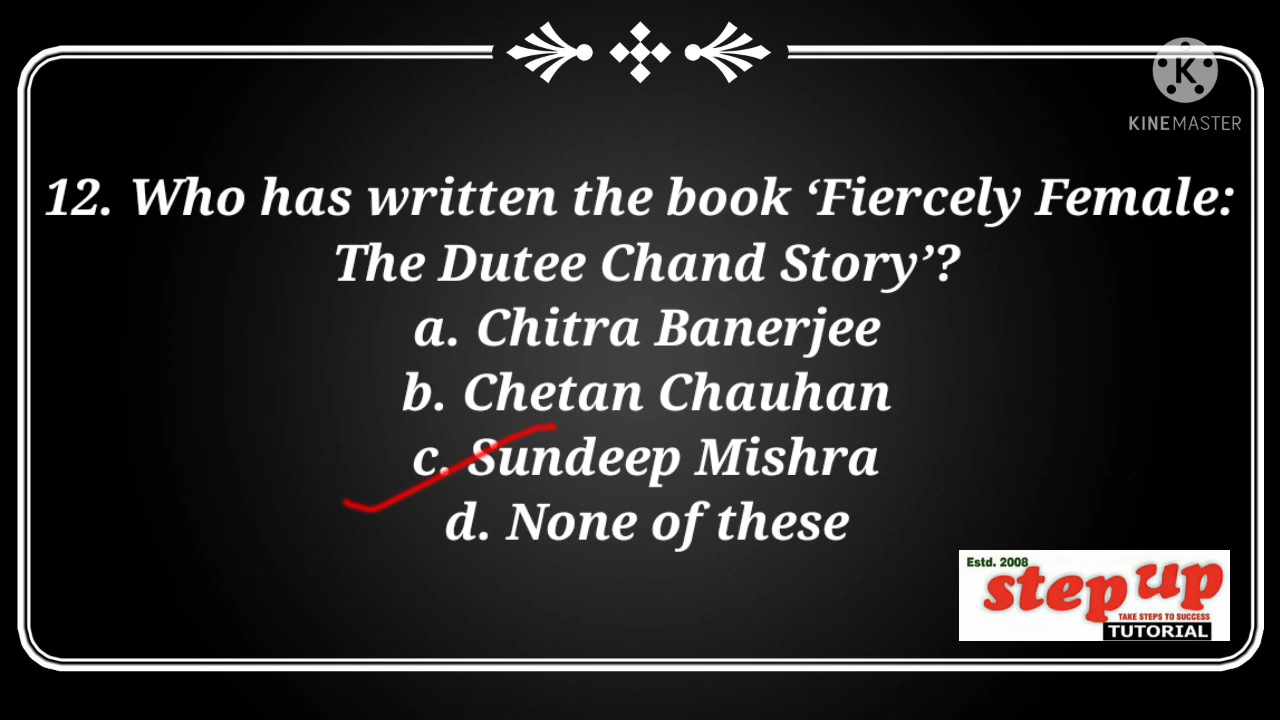 K
KINEMASTER
12. Who has written the book ‘Fiercely Female:
The Dutee Chand Story’?
a. Chitra Banerjee
b. Chetan Chauhan
c. Sundeep Mishra
d. None of these
Estd. 2008
step up
TAKE STEPS TO SUCCESS
TUTORIAL